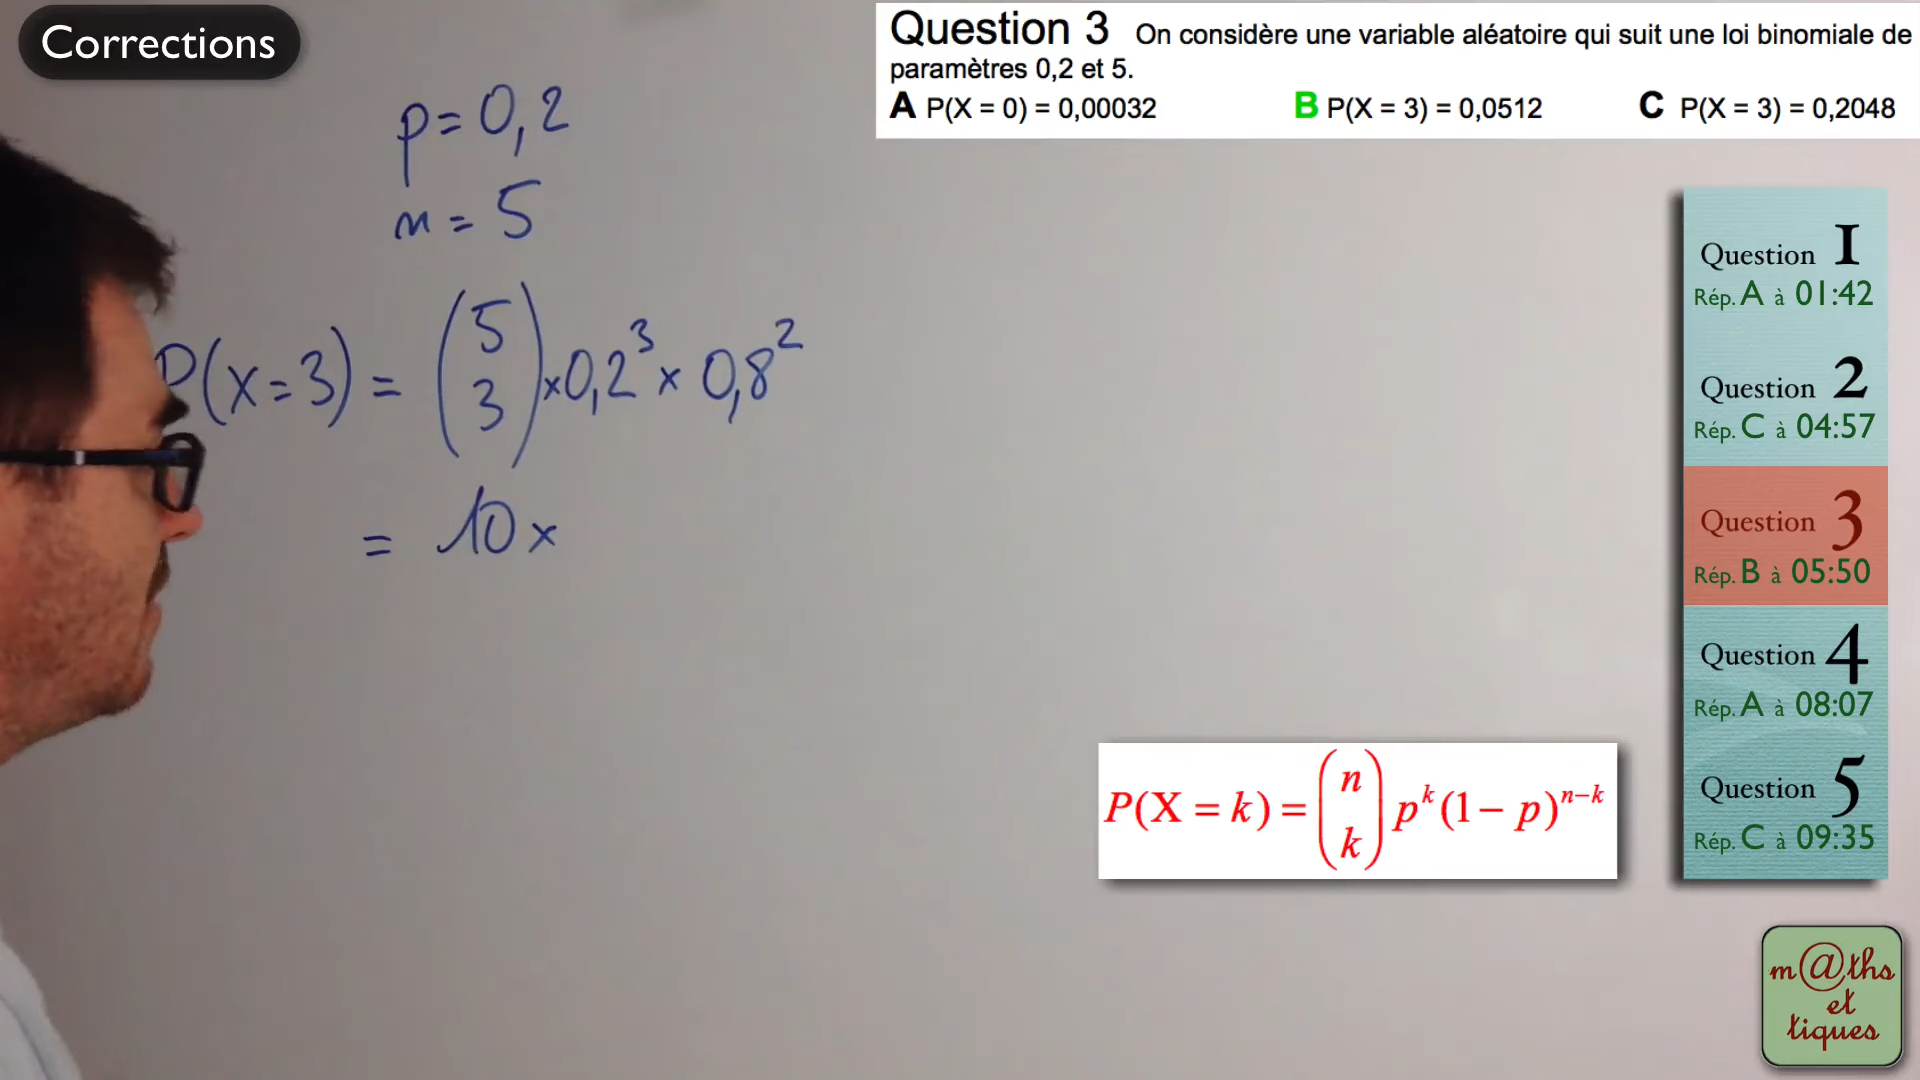 Corrections
Question 3 On considère une variable aléatoire qui suit une loi binomiale de
paramètres 0,2 et 5.
A P(X = 0) = 0,00032 B P(X = 3) = 0,0512 C P(X = 3) = 0,2048
p = 0,2
n = 5
P(X=3) = (5 3) × 0,2³ × 0,8²
= 10 ×
Question 1
Rép. A à 01:42
Question 2
Rép. C à 04:57
Question 3
Rép. B à 05:50
Question 4
Rép. A à 08:07
Question 5
Rép. C à 09:35
P(X = k) = (n k) pᵏ(1 − p)ⁿ⁻ᵏ
m@ths
et
tiques